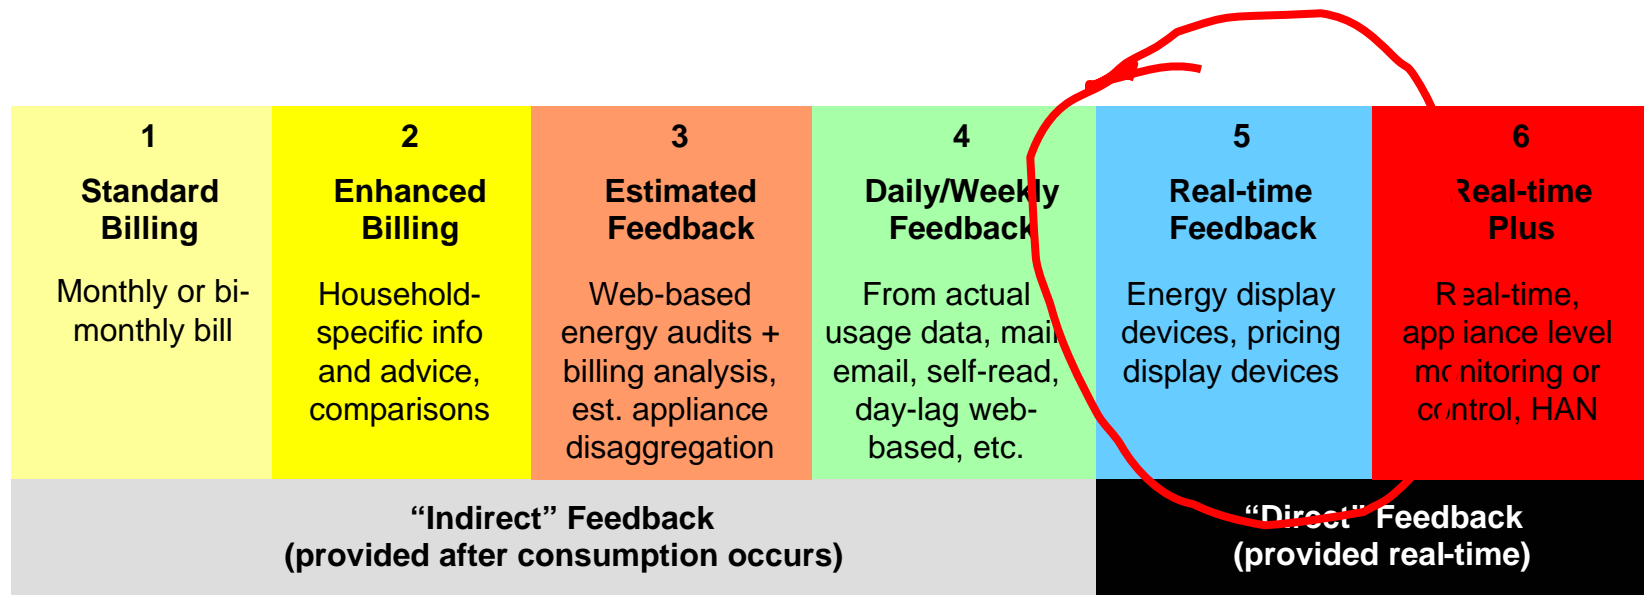 1
Standard
Billing
Monthly or bi-
monthly bill
2
Enhanced
Billing
Household-
specific info
and advice,
comparisons
3
Estimated
Feedback
Web-based
energy audits +
billing analysis,
est. appliance
disaggregation
4
Daily/Weekly
Feedback
From actual
usage data, mail
email, self-read,
day-lag web-
based, etc.
5
Real-time
Feedback
Energy display
devices, pricing
display devices
6
Real-time
Plus
Real-time,
appliance level
monitoring or
control, HAN
“Indirect” Feedback
(provided after consumption occurs)
“Direct” Feedback
(provided real-time)